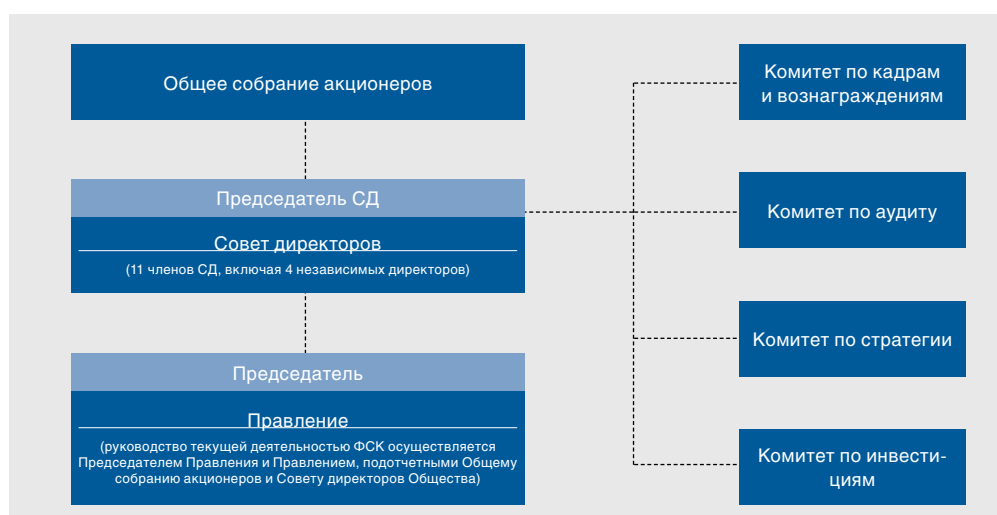 Общее собрание акционеров
Председатель СД
Совет директоров
(11 членов СД, включая 4 независимых директоров)
Председатель
Правление
(руководство текущей деятельностью ФСК осуществляется
Председателем Правления и Правлением, подотчетными Общему
собранию акционеров и Совету директоров Общества)
Комитет по кадрам
и вознаграждениям
Комитет по аудиту
Комитет по стратегии
Комитет по инвести-
циям